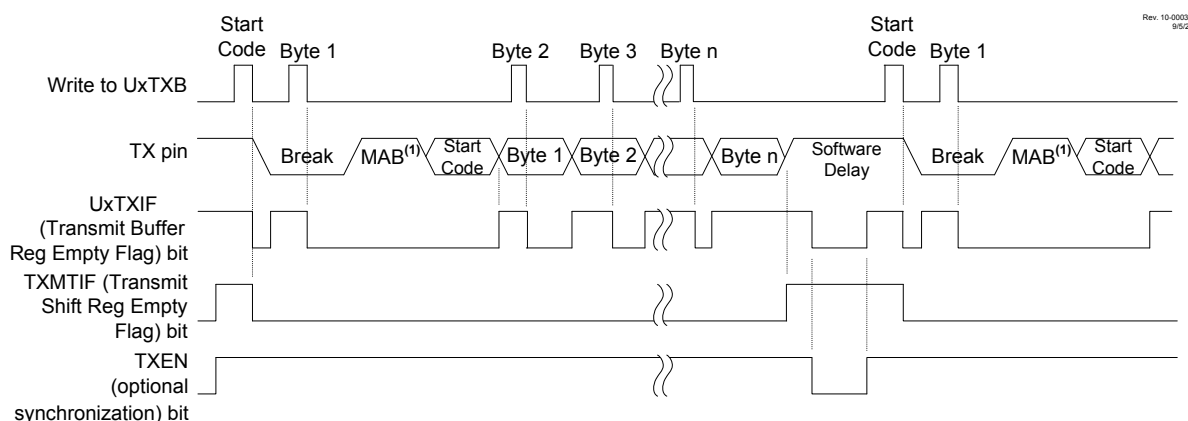 Rev. 10-0003
9/5/2
Start Code
Byte 1
Byte 2
Byte 3
Byte n
Start Code
Byte 1
Write to UxTXB
TX pin
Break
MAB(1)
Start Code
Byte 1
Byte 2
Byte n
Software Delay
Break
MAB(1)
Start Code
UxTXIF
(Transmit Buffer
Reg Empty Flag) bit
TXMTIF (Transmit
Shift Reg Empty
Flag) bit
TXEN
(optional
synchronization) bit